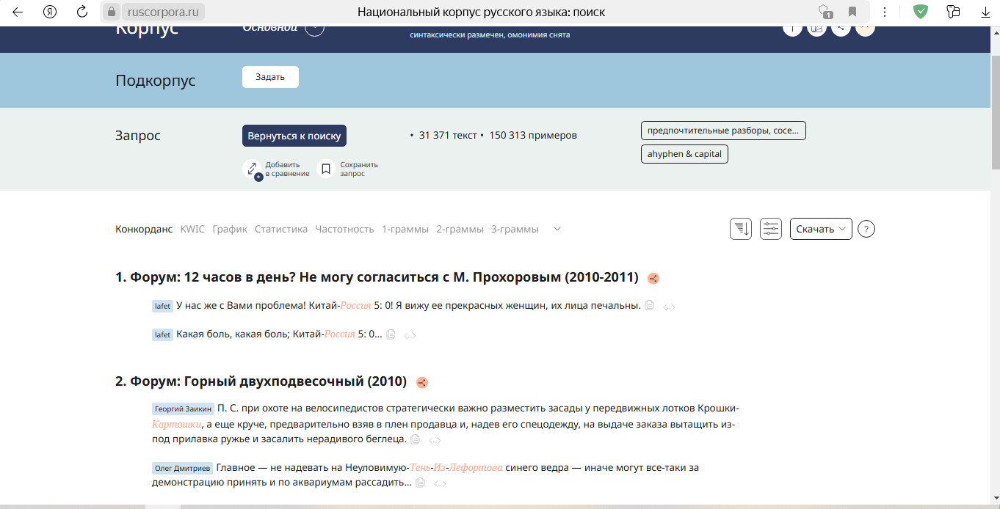 ruscorpora.ru
Национальный корпус русского языка: поиск
1
Корпус
Основной
синтаксически размечен, омонимия снята
Подкорпус
Задать
Запрос
Вернуться к поиску
• 31 371 текст • 150 313 примеров
предпочтительные разборы, сосе...
ahyphen & capital
Добавить
в сравнение
Сохранить
запрос
Конкорданс KWIC График Статистика Частотность 1-граммы 2-граммы 3-граммы
Скачать
?
1. Форум: 12 часов в день? Не могу согласиться с М. Прохоровым (2010-2011)
lafet У нас же с Вами проблема! Китай-Россия 5: 0! Я вижу ее прекрасных женщин, их лица печальны.
lafet Какая боль, какая боль; Китай-Россия 5: 0...
2. Форум: Горный двухподвесочный (2010)
Георгий Заикин П. С. при охоте на велосипедистов стратегически важно разместить засады у передвижных лотков Крошки-
Картошки, а еще круче, предварительно взяв в плен продавца и, надев его спецодежду, на выдаче заказа вытащить из-
под прилавка ружье и засалить нерадивого беглеца.
Олег Дмитриев Главное — не надевать на Неуловимую-Тень-Из-Лефортова синего ведра — иначе могут все-таки за
демонстрацию принять и по аквариумам рассадить...